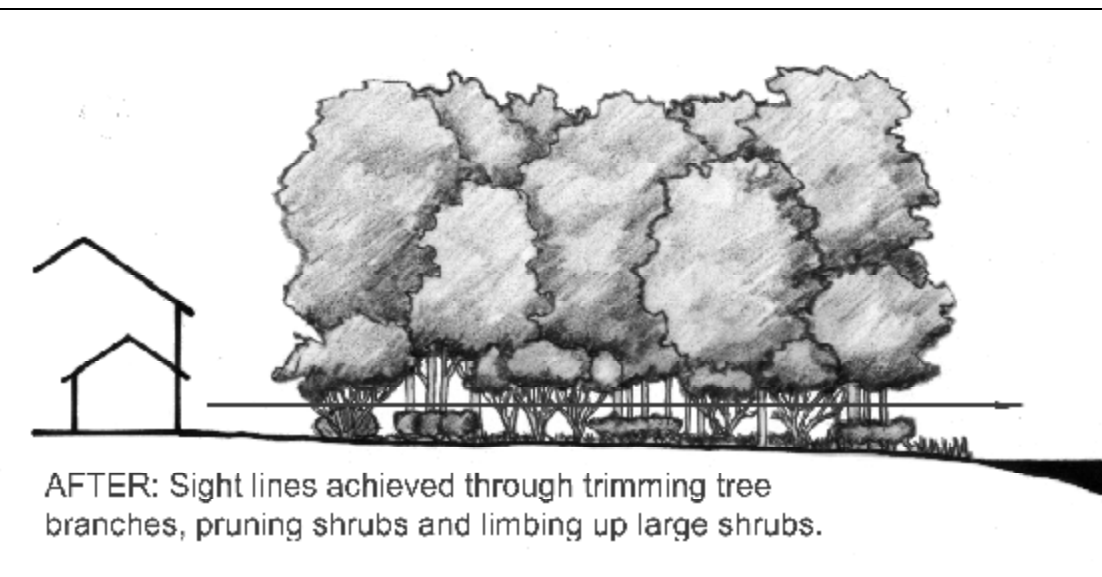 AFTER: Sight lines achieved through trimming tree
branches, pruning shrubs and limbing up large shrubs.